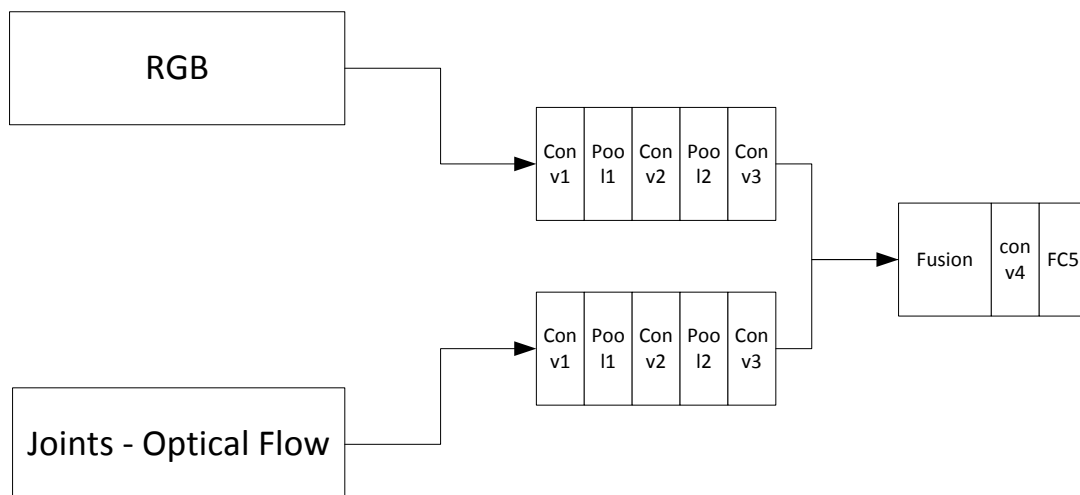 RGB
Con
v1
Poo
l1
Con
v2
Poo
l2
Con
v3
Fusion
con
v4
FC5
Con
v1
Poo
l1
Con
v2
Poo
l2
Con
v3
Joints - Optical Flow